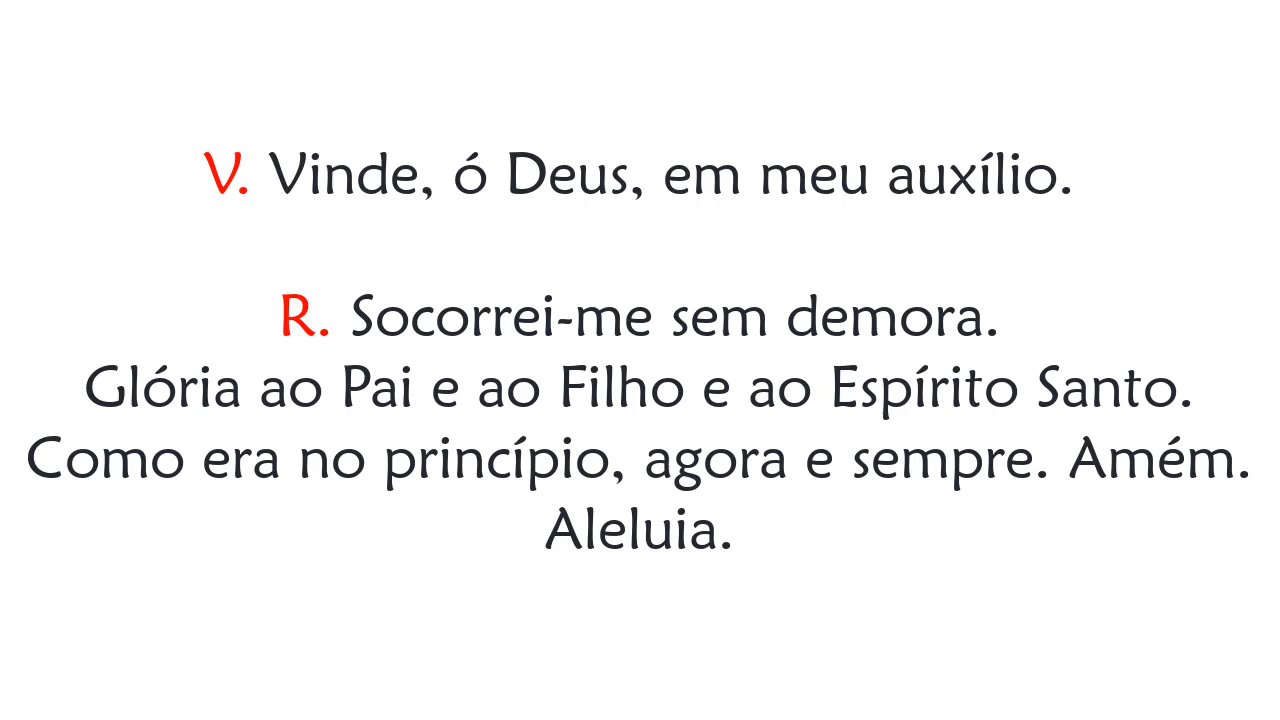 V. Vinde, ó Deus, em meu auxílio.
R. Socorrei-me sem demora.
Glória ao Pai e ao Filho e ao Espírito Santo.
Como era no princípio, agora e sempre. Amém.
Aleluia.